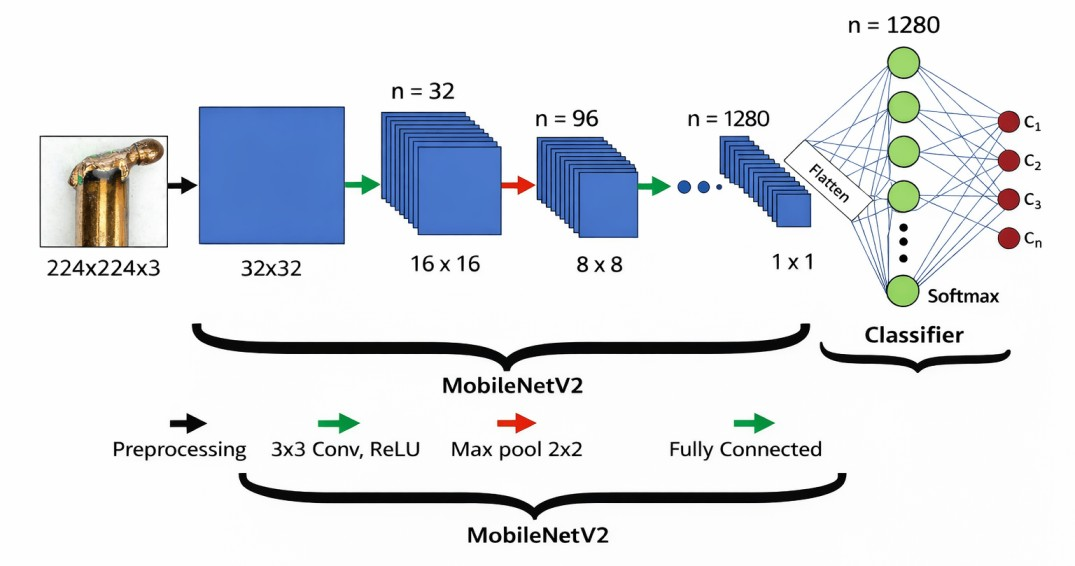 n = 1280
n = 32
n = 96
n = 1280
Flatten
C1
C2
C3
Cn
224x224x3
32x32
16 x 16
8 x 8
1 x 1
Softmax
Classifier
MobileNetV2
Preprocessing
3x3 Conv, ReLU
Max pool 2x2
Fully Connected
MobileNetV2